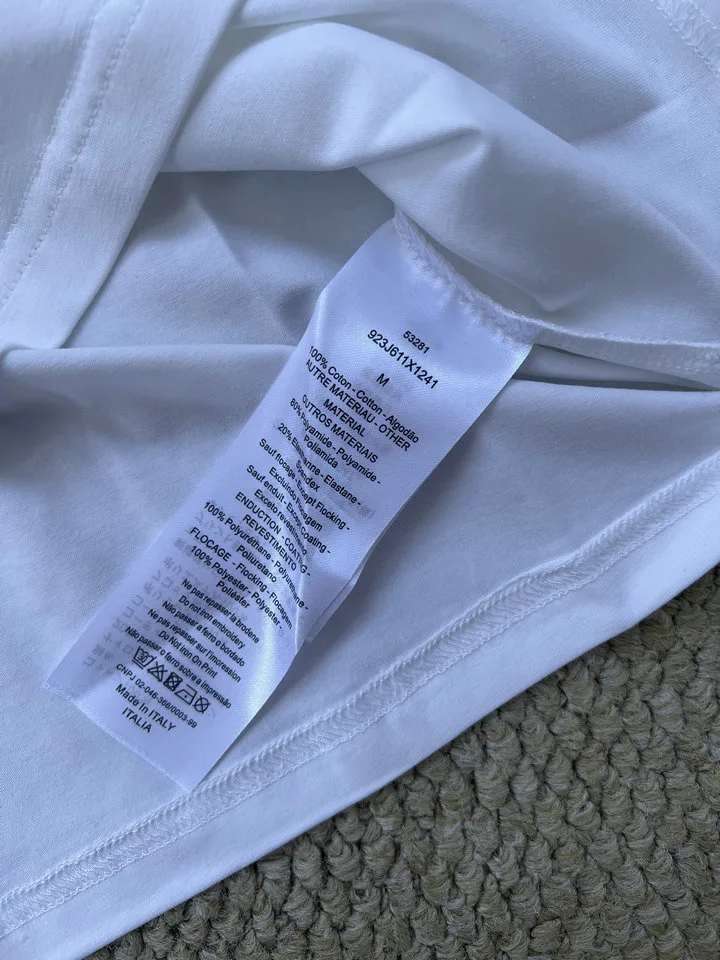 53281
923J611X1241
M
100% Coton - Cotton - Algodão
AUTRE MATERIAU - OTHER
MATERIAL
OUTROS MATERIAIS
80% Polyamide - Polyamide -
Poliamida
20% Elasthanne - Elastane -
Spandex
Sauf flocage - Except Flocking -
Excluindo Flocagem
Sauf enduit - Except Coating -
Exceto revestimento
ENDUCTION - COATING -
REVESTIMENTO
100% Polyuréthane - Polyurethane -
Poliuretano
FLOCAGE - Flocking - Flocagem
100% Polyester - Polyester -
Poliéster
Ne pas repasser la broderie
Do not iron embroidery
Não passar a ferro o bordado
Ne pas repasser sur l'impression
Do Not Iron On Print
Não passar o ferro sobre a impressão
CNPJ 02-046-368/0003-99
Made In ITALY
ITALIA